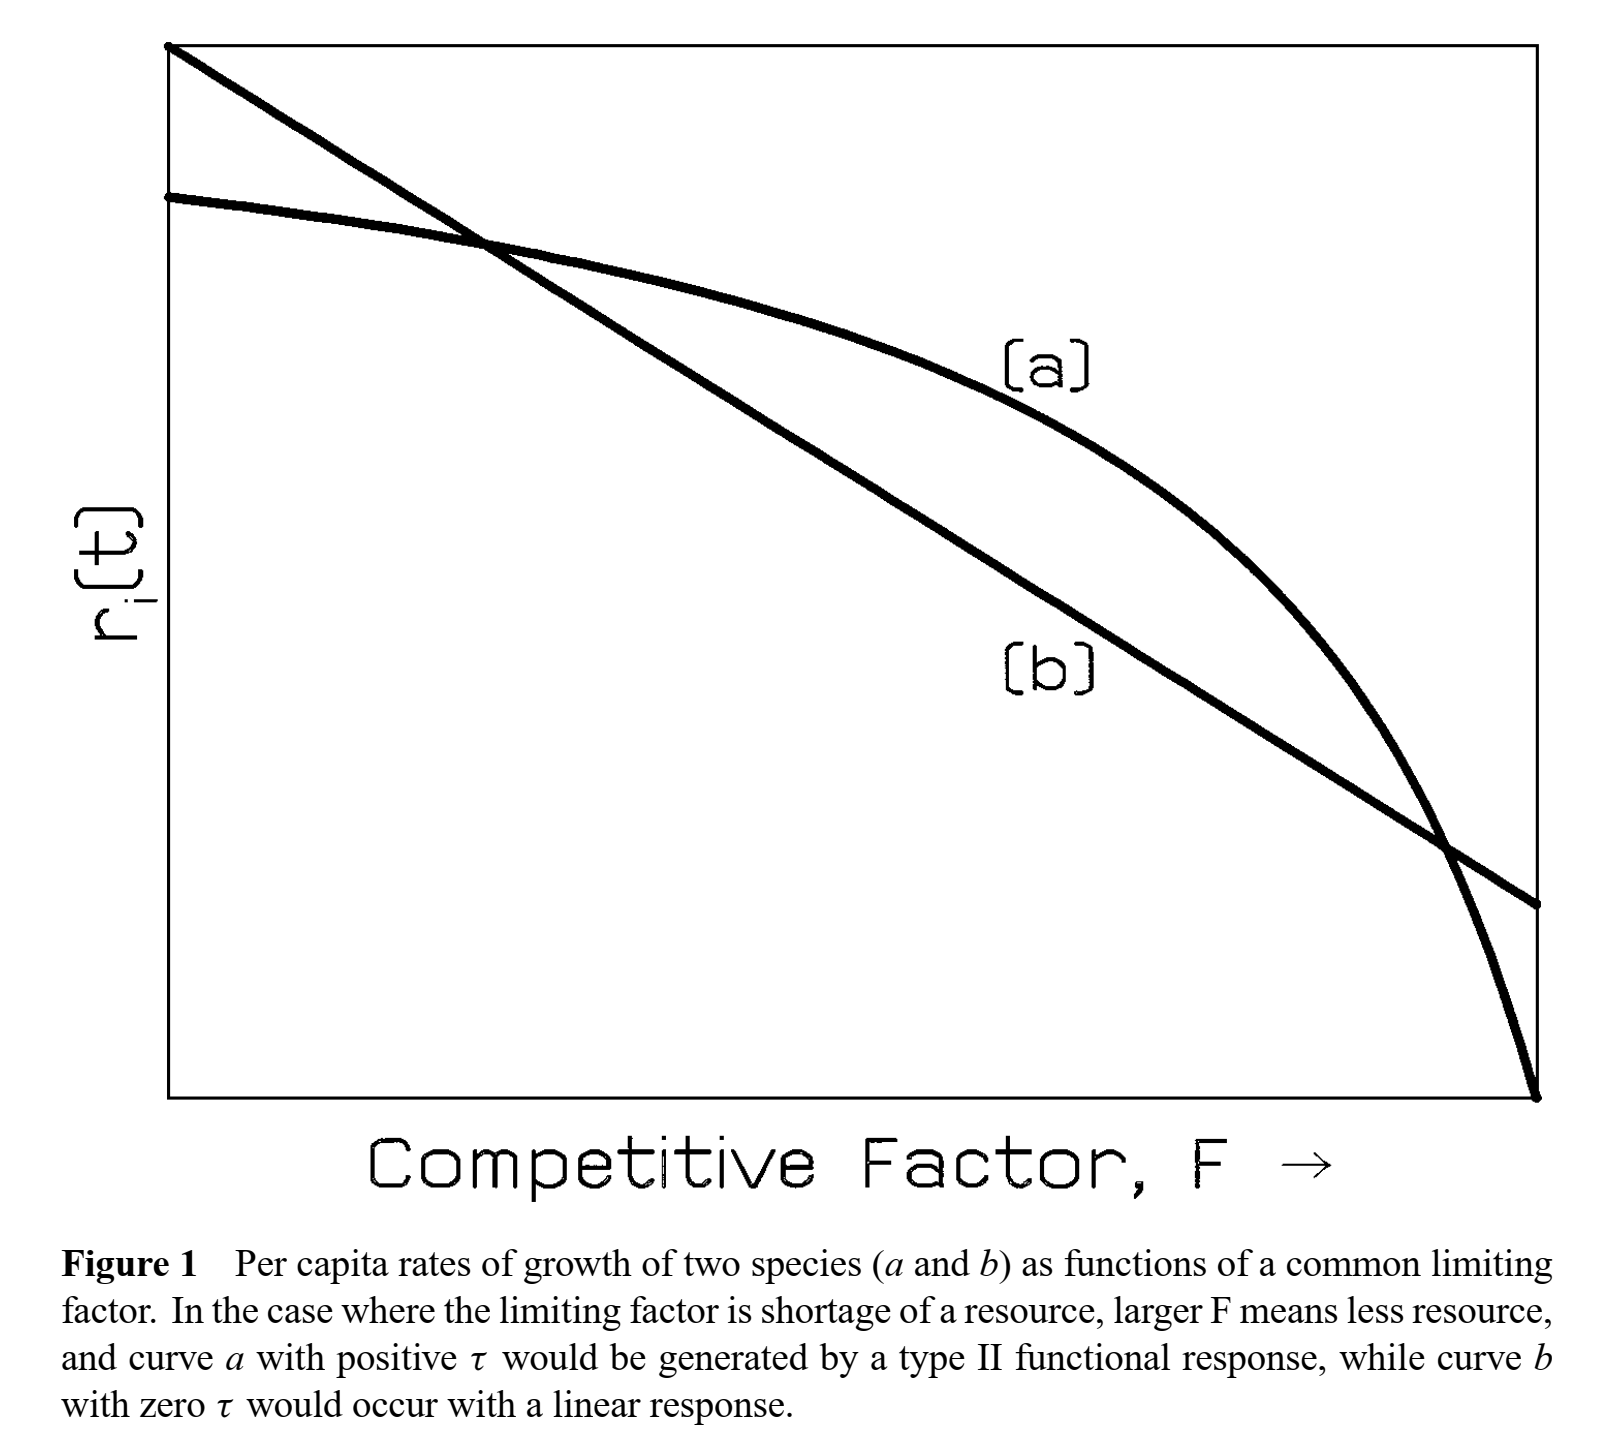 (a)
r_i(t)
(b)
Competitive Factor, F →
Figure 1 Per capita rates of growth of two species (a and b) as functions of a common limiting
factor. In the case where the limiting factor is shortage of a resource, larger F means less resource,
and curve a with positive τ would be generated by a type II functional response, while curve b
with zero τ would occur with a linear response.